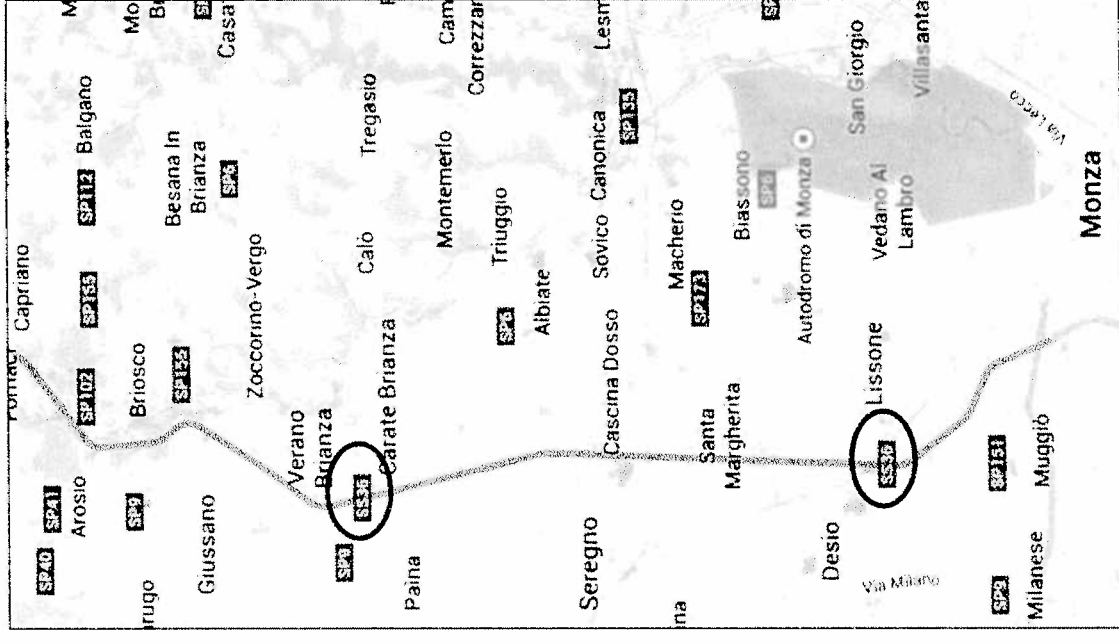 Capriano
SP40
SP41
Arosio
SP102
SP155
SP112
Balgano
SP9
Briosco
Mo
Besana In
Brianza
SP155
rugo
Giussano
SP6
Casa
Zoccorino-Vergo
Verano
Brianza
SP9
SS36
Carate Brianza
Calò
Tregasio
Paina
Montemerlo
Cam
Correzzar
SP6
Triuggio
Albiate
Seregno
Cascina Dosso
Sovico
Canonica
Lesm
SP135
na
Macherio
SP173
Santa
Margherita
Biassono
SP6
Autodromo di Monza
Desio
Lissone
SS36
Vedano Al
Lambro
San Giorgio
Villasanta
Via Milano
SP9
SP151
Milanese
Muggiò
Via Lecco
Monza